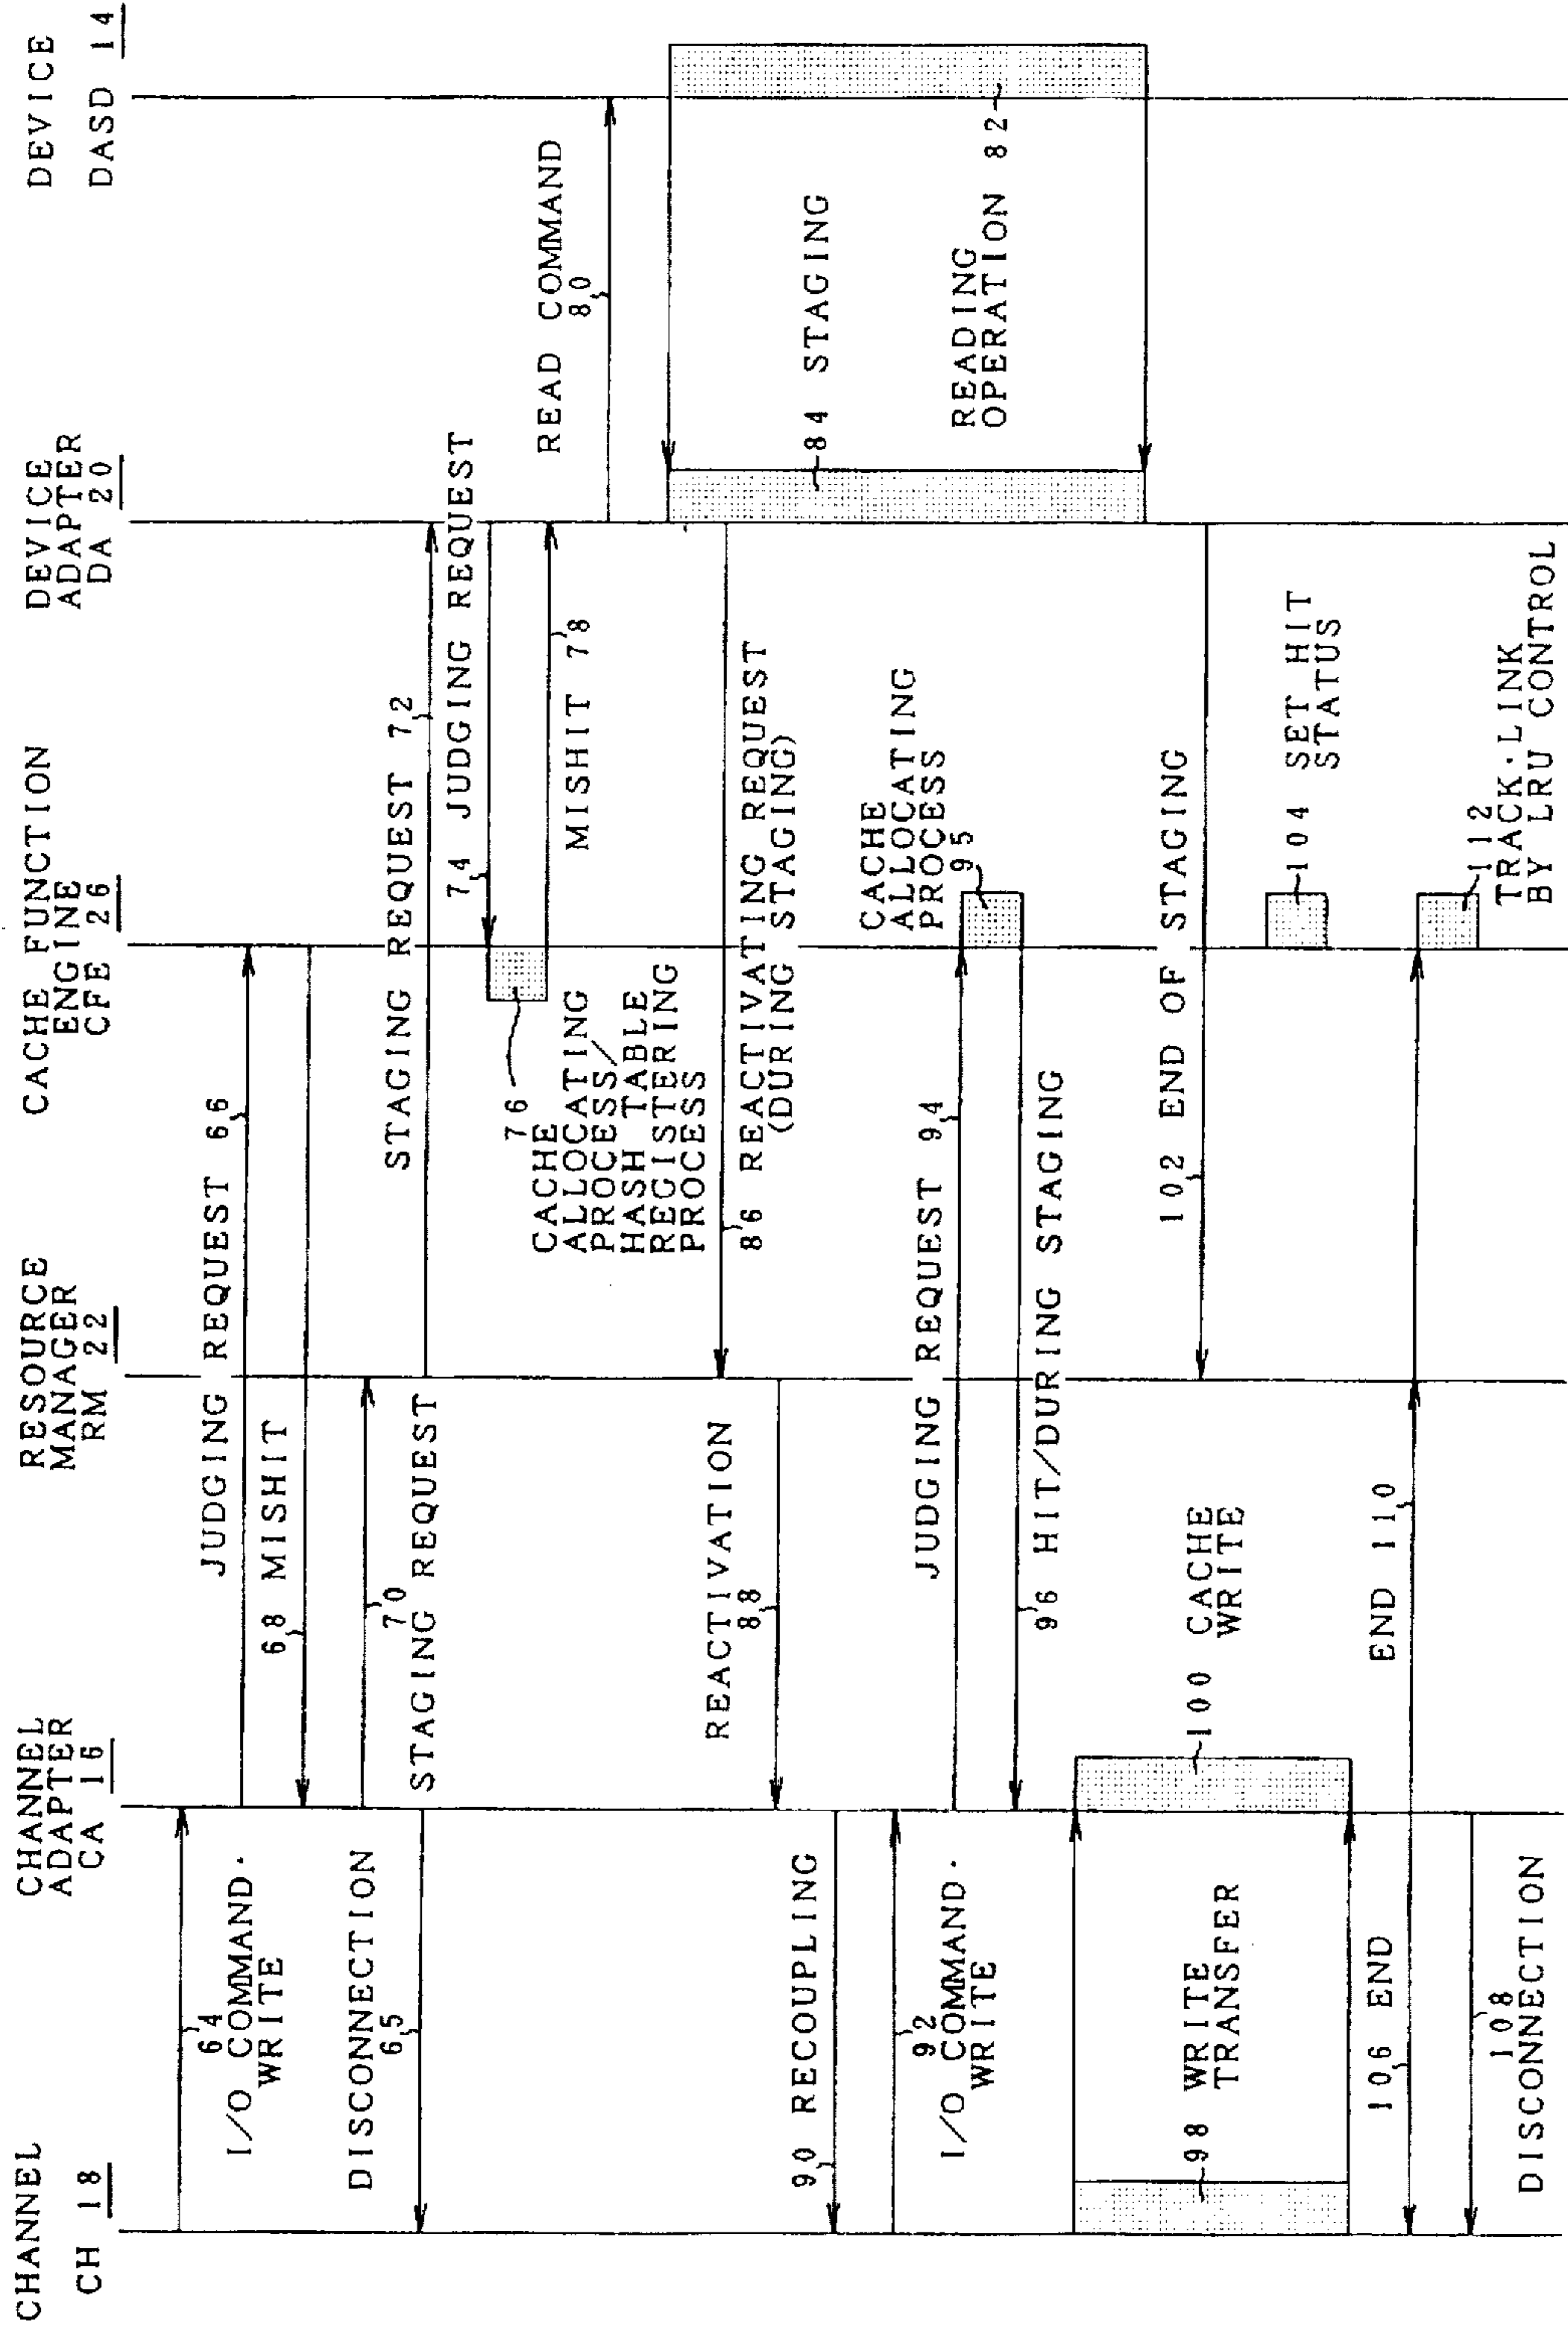 CHANNEL
CH 18
CHANNEL
ADAPTER
CA 16
RESOURCE
MANAGER
RM 22
CACHE FUNCTION
ENGINE
CFE 26
DEVICE
ADAPTER
DA 20
DEVICE
DASD 14
64
I/O COMMAND·
WRITE
JUDGING REQUEST 66
68 MISHIT
70
STAGING REQUEST
DISCONNECTION
65
STAGING REQUEST 72
74 JUDGING REQUEST
76
CACHE
ALLOCATING
PROCESS/
HASH TABLE
REGISTERING
PROCESS
MISHIT 78
READ COMMAND
80
84 STAGING
READING
OPERATION 82
86 REACTIVATING REQUEST
(DURING STAGING)
REACTIVATION
88
90 RECOUPLING
92
I/O COMMAND·
WRITE
JUDGING REQUEST 94
CACHE
ALLOCATING
PROCESS
95
96 HIT/DURING STAGING
98 WRITE
TRANSFER
100 CACHE
WRITE
102 END OF STAGING
104 SET HIT
STATUS
106 END
END 110
112
TRACK·LINK
BY LRU CONTROL
108
DISCONNECTION